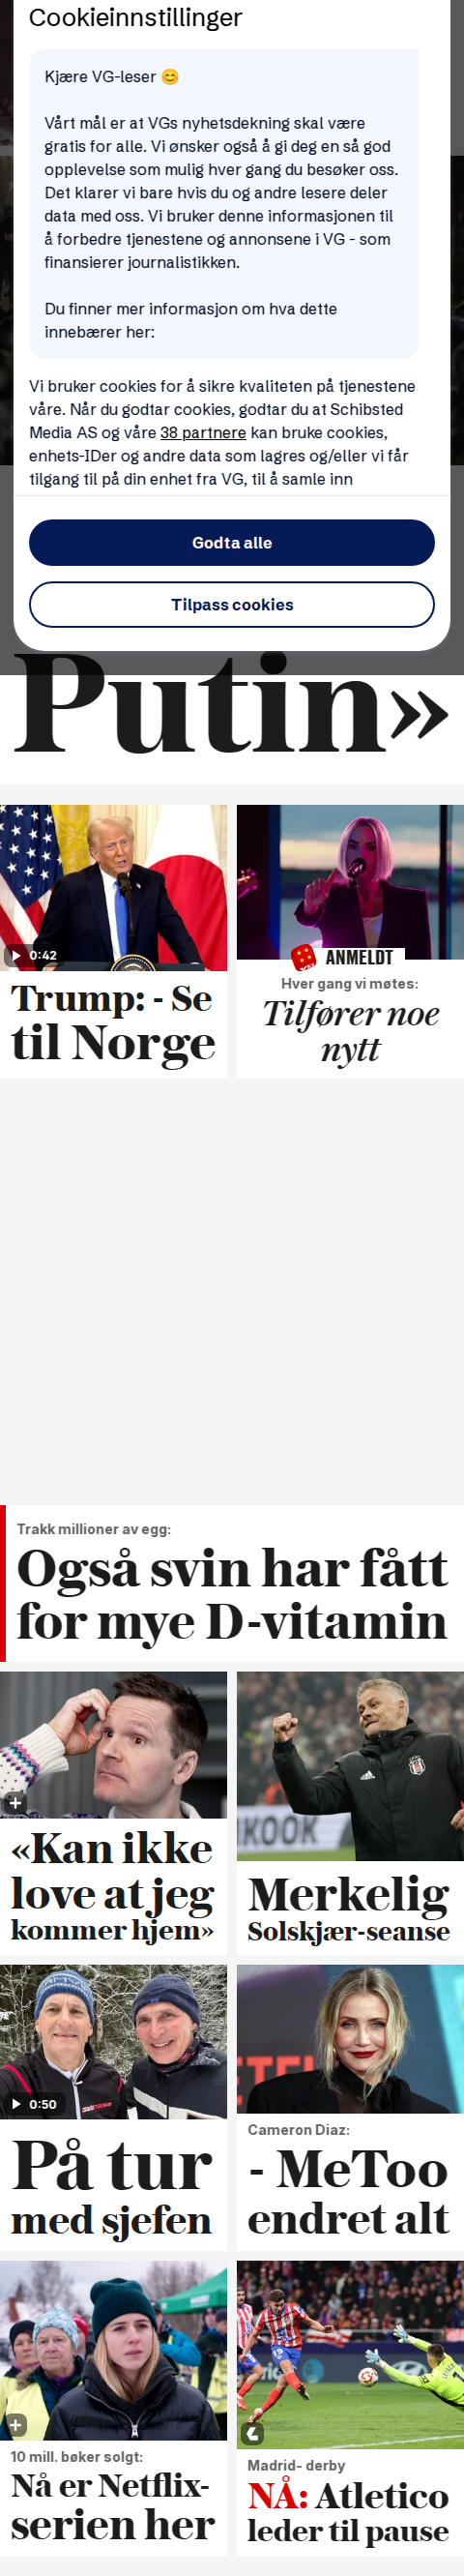 Cookieinnstillinger
Kjære VG-leser 😊
Vårt mål er at VGs nyhetsdekning skal være
gratis for alle. Vi ønsker også å gi deg en så god
opplevelse som mulig hver gang du besøker oss.
Det klarer vi bare hvis du og andre lesere deler
data med oss. Vi bruker denne informasjonen til
å forbedre tjenestene og annonsene i VG - som
finansierer journalistikken.
Du finner mer informasjon om hva dette
innebærer her:
Vi bruker cookies for å sikre kvaliteten på tjenestene
våre. Når du godtar cookies, godtar du at Schibsted
Media AS og våre 38 partnere kan bruke cookies,
enhets-IDer og andre data som lagres og/eller vi får
tilgang til på din enhet fra VG, til å samle inn
Godta alle
Tilpass cookies
Putin»
0:42
Trump: - Se
til Norge
ANMELDT
Hver gang vi møtes:
Tilfører noe
nytt
Trakk millioner av egg:
Også svin har fått
for mye D-vitamin
«Kan ikke
love at jeg
kommer hjem»
Merkelig
Solskjær-seanse
0:50
På tur
med sjefen
Cameron Diaz:
- MeToo
endret alt
10 mill. bøker solgt:
Nå er Netflix-
serien her
Madrid- derby
NÅ: Atletico
leder til pause